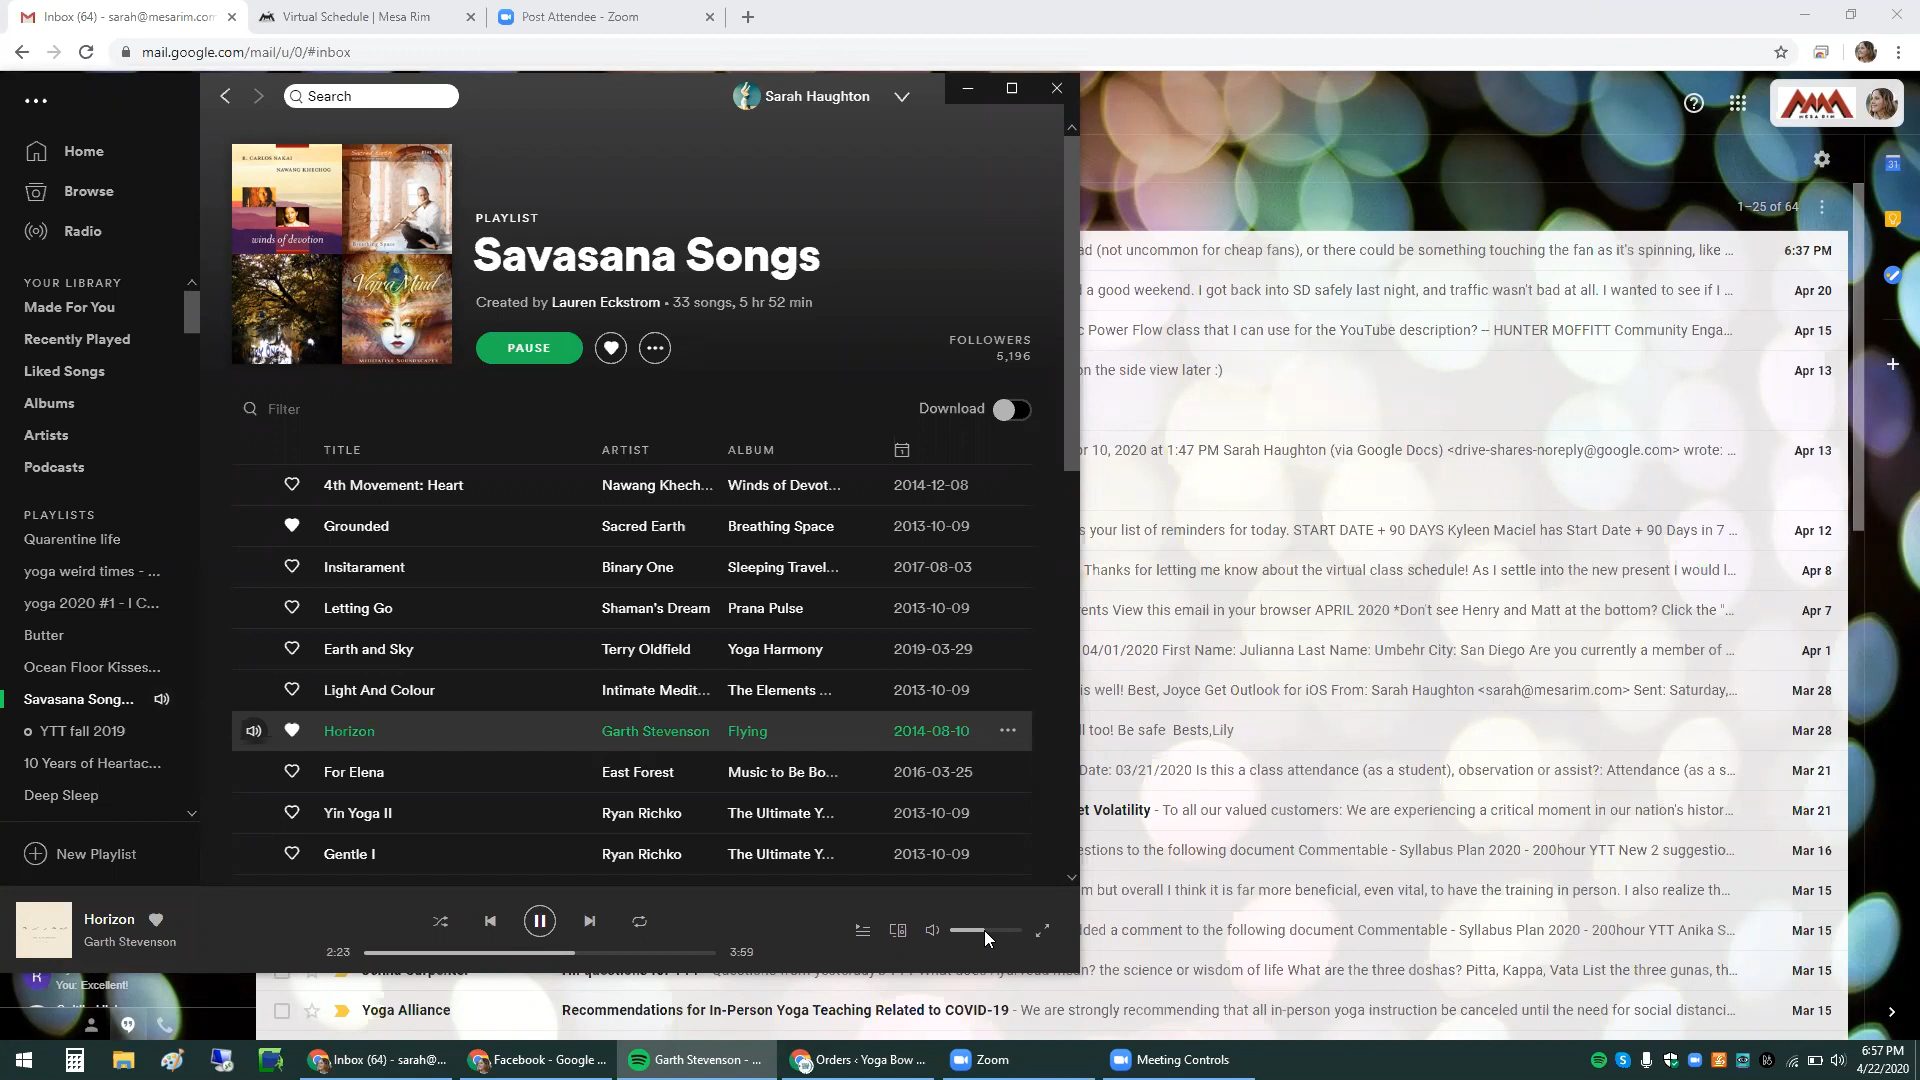 Inbox (64) - sarah@mesarim.com
Virtual Schedule | Mesa Rim
Post Attendee - Zoom
mail.google.com/mail/u/0/#inbox
Search
Sarah Haughton
MESA RIM
Home
Browse
Radio
YOUR LIBRARY
Made For You
Recently Played
Liked Songs
Albums
Artists
Podcasts
PLAYLISTS
Quarentine life
yoga weird times - ...
yoga 2020 #1 - I C...
Butter
Ocean Floor Kisses...
Savasana Song...
YTT fall 2019
10 Years of Heartac...
Deep Sleep
New Playlist
R. CARLOS NAKAI
NAWANG KHECHOG
winds of devotion
Breathing Space
Vajra Mind
MEDITATIVE SOUNDSCAPES
PLAYLIST
Savasana Songs
Created by Lauren Eckstrom • 33 songs, 5 hr 52 min
PAUSE
FOLLOWERS
5,196
Filter
Download
TITLE ARTIST ALBUM
4th Movement: Heart Nawang Khech... Winds of Devot... 2014-12-08
Grounded Sacred Earth Breathing Space 2013-10-09
Insitarament Binary One Sleeping Travel... 2017-08-03
Letting Go Shaman's Dream Prana Pulse 2013-10-09
Earth and Sky Terry Oldfield Yoga Harmony 2019-03-29
Light And Colour Intimate Medit... The Elements ... 2013-10-09
Horizon Garth Stevenson Flying 2014-08-10
For Elena East Forest Music to Be Bo... 2016-03-25
Yin Yoga II Ryan Richko The Ultimate Y... 2013-10-09
Gentle I Ryan Richko The Ultimate Y... 2013-10-09
Horizon
Garth Stevenson
2:23
3:59
1–25 of 64
31
ad (not uncommon for cheap fans), or there could be something touching the fan as it's spinning, like ... 6:37 PM
a good weekend. I got back into SD safely last night, and traffic wasn't bad at all. I wanted to see if I ... Apr 20
c Power Flow class that I can use for the YouTube description? -- HUNTER MOFFITT Community Enga... Apr 15
on the side view later :) Apr 13
r 10, 2020 at 1:47 PM Sarah Haughton (via Google Docs) <drive-shares-noreply@google.com> wrote: ... Apr 13
s your list of reminders for today. START DATE + 90 DAYS Kyleen Maciel has Start Date + 90 Days in 7 ... Apr 12
Thanks for letting me know about the virtual class schedule! As I settle into the new present I would l... Apr 8
ents View this email in your browser APRIL 2020 *Don't see Henry and Matt at the bottom? Click the "... Apr 7
04/01/2020 First Name: Julianna Last Name: Umbehr City: San Diego Are you currently a member of ... Apr 1
is well! Best, Joyce Get Outlook for iOS From: Sarah Haughton <sarah@mesarim.com> Sent: Saturday,... Mar 28
ll too! Be safe Bests,Lily Mar 28
Date: 03/21/2020 Is this a class attendance (as a student), observation or assist?: Attendance (as a s... Mar 21
et Volatility - To all our valued customers: We are experiencing a critical moment in our nation's histor... Mar 21
estions to the following document Commentable - Syllabus Plan 2020 - 200hour YTT New 2 suggestio... Mar 16
m but overall I think it is far more beneficial, even vital, to have the training in person. I also realize th... Mar 15
dded a comment to the following document Commentable - Syllabus Plan 2020 - 200hour YTT Anika S... Mar 15
mean? the science or wisdom of life What are the three doshas? Pitta, Kappa, Vata List the three gunas, th... Mar 15
R
You: Excellent!
Yoga Alliance Recommendations for In-Person Yoga Teaching Related to COVID-19 - We are strongly recommending that all in-person yoga instruction be canceled until the need for social distanci... Mar 15
Inbox (64) - sarah@...
Facebook - Google ...
Garth Stevenson - ...
Orders ‹ Yoga Bow ...
Zoom
Meeting Controls
6:57 PM
4/22/2020